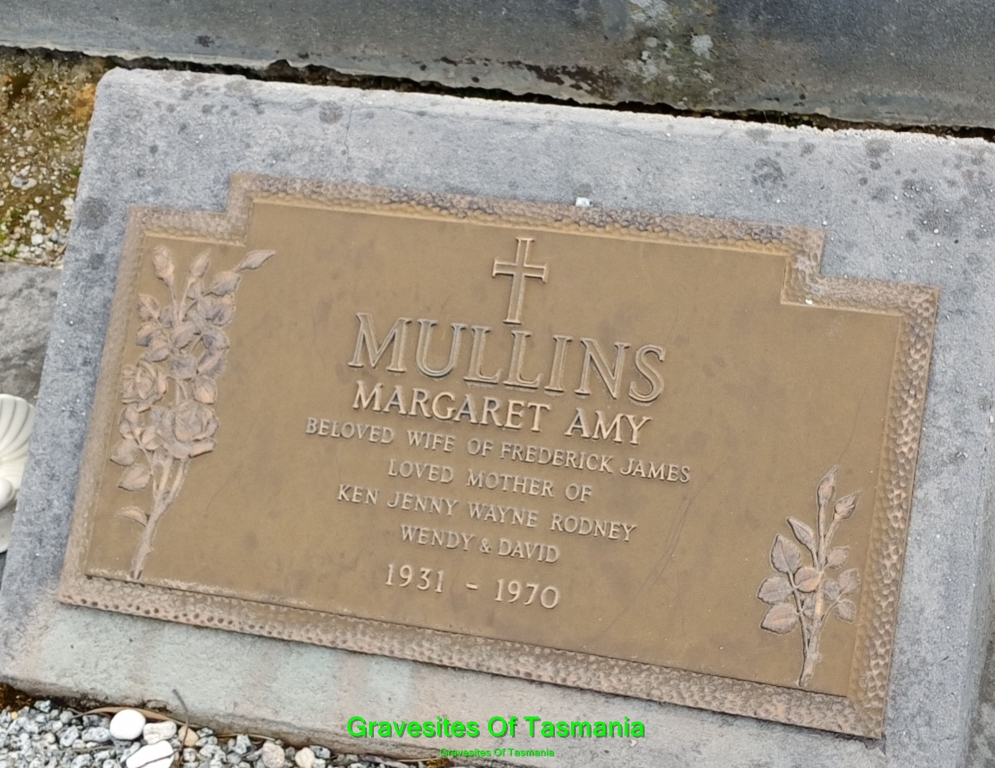 MULLINS
MARGARET AMY
BELOVED WIFE OF FREDERICK JAMES
LOVED MOTHER OF
KEN JENNY WAYNE RODNEY
WENDY & DAVID
1931 - 1970
Gravesites Of Tasmania
Gravesites Of Tasmania